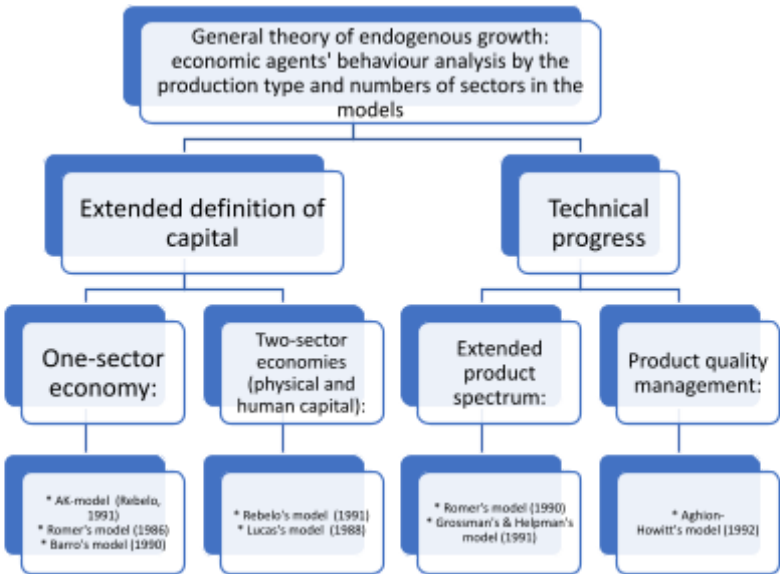 General theory of endogenous growth:
economic agents' behaviour analysis by the
production type and numbers of sectors in the
models
Extended definition of
capital
Technical
progress
One-sector
economy:
Two-sector
economies
(physical and
human capital):
Extended
product
spectrum:
Product quality
management:
* AK-model (Rebelo,
1991)
* Romer's model (1986)
* Barro's model (1990)
* Rebelo's model (1991)
* Lucas's model (1988)
* Romer's model (1990)
* Grossman's & Helpman's
model (1991)
* Aghion-
Howitt's model (1992)